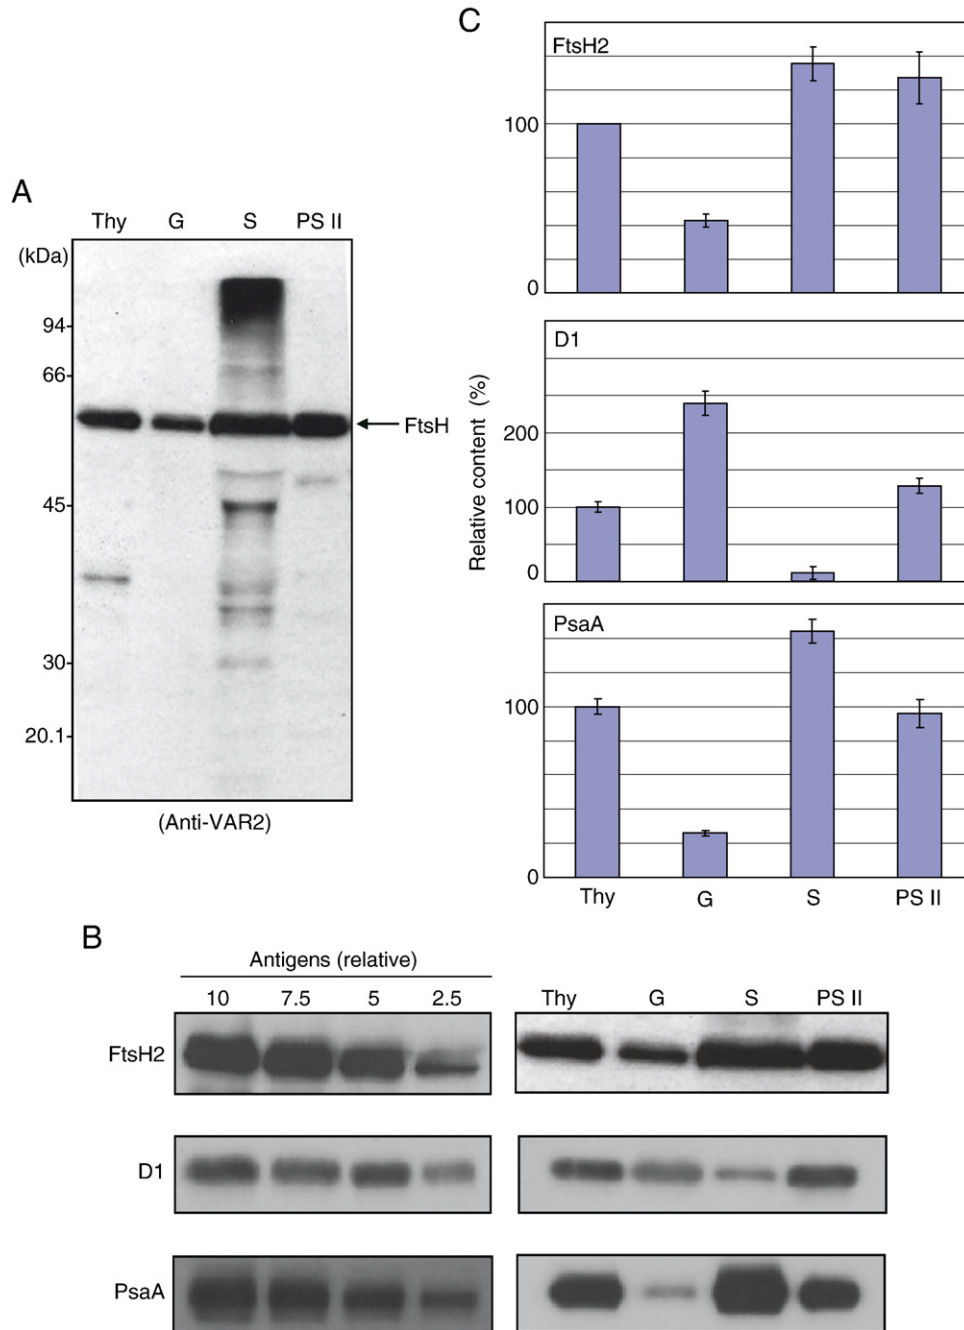 A
Thy G S PS II
(kDa)
94-
66-
FtsH
45-
30-
20.1-
(Anti-VAR2)
C
Relative content (%)
FtsH2
100
0
D1
200
100
0
PsaA
100
0
Thy G S PS II
B
Antigens (relative)
10 7.5 5 2.5
Thy G S PS II
FtsH2
D1
PsaA